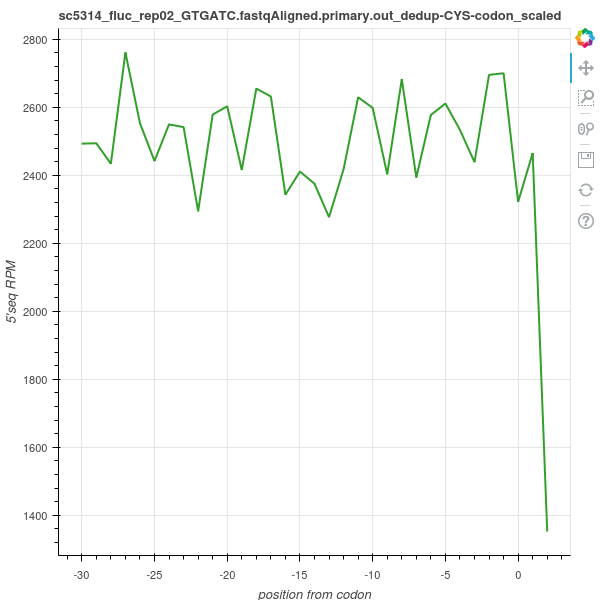 sc5314_fluc_rep02_GTGATC.fastqAligned.primary.out_dedup-CYS-codon_scaled
2800
2600
2400
2200
2000
1800
1600
1400
5'seq RPM
-30 -25 -20 -15 -10 -5 0
position from codon